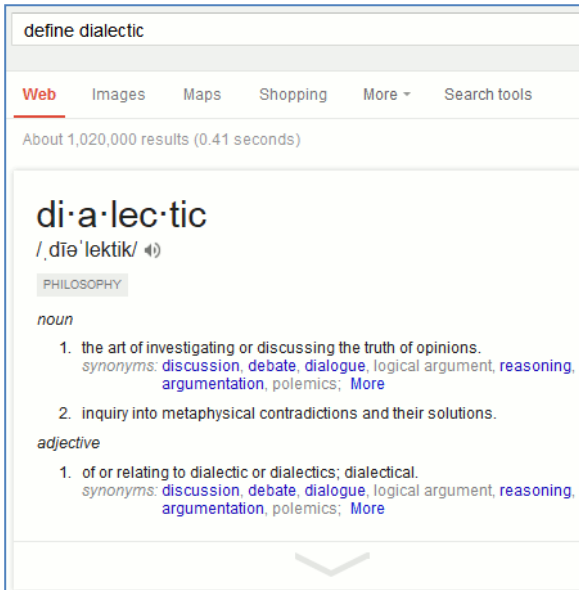 define dialectic
Web Images Maps Shopping More Search tools
About 1,020,000 results (0.41 seconds)
di·a·lec·tic
/ˌdīəˈlektik/
PHILOSOPHY
noun
1. the art of investigating or discussing the truth of opinions.
synonyms: discussion, debate, dialogue, logical argument, reasoning,
argumentation, polemics; More
2. inquiry into metaphysical contradictions and their solutions.
adjective
1. of or relating to dialectic or dialectics; dialectical.
synonyms: discussion, debate, dialogue, logical argument, reasoning,
argumentation, polemics; More